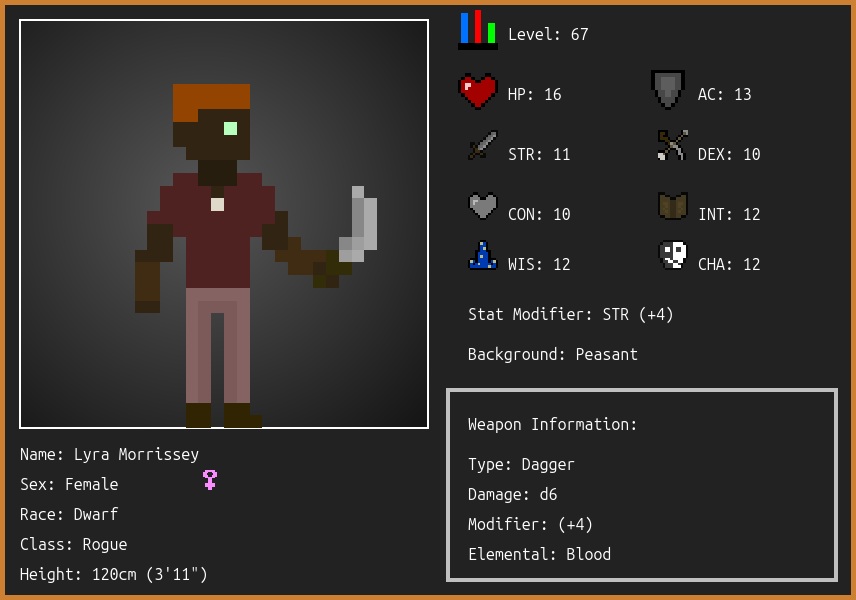 Level: 67
HP: 16
AC: 13
STR: 11
DEX: 10
CON: 10
INT: 12
WIS: 12
CHA: 12
Stat Modifier: STR (+4)
Background: Peasant
Weapon Information:
Type: Dagger
Damage: d6
Modifier: (+4)
Elemental: Blood
Name: Lyra Morrissey
Sex: Female
Race: Dwarf
Class: Rogue
Height: 120cm (3'11")